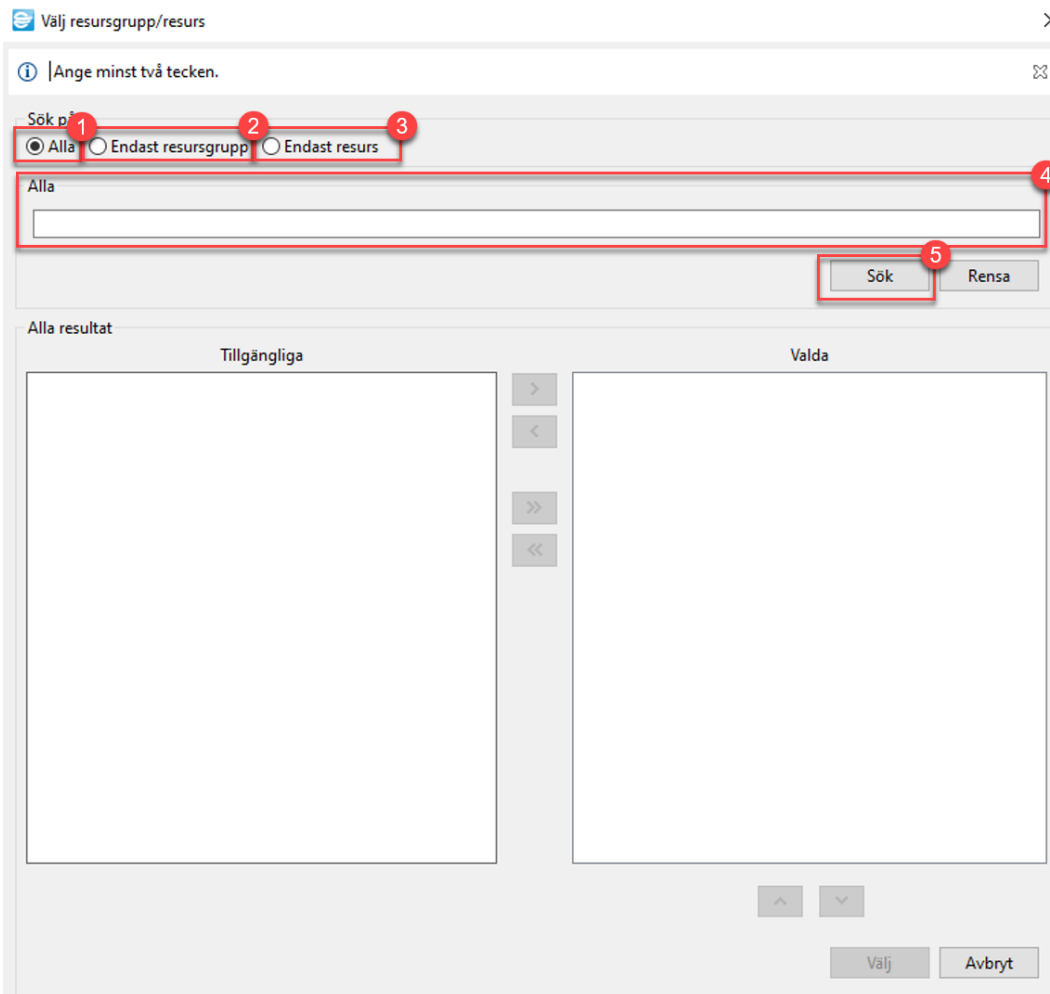 Välj resursgrupp/resurs
Ange minst två tecken.
Sök på
1 2 3
Alla Endast resursgrupp Endast resurs
4
Alla
5
Sök Rensa
Alla resultat
Tillgängliga Valda
Välj Avbryt